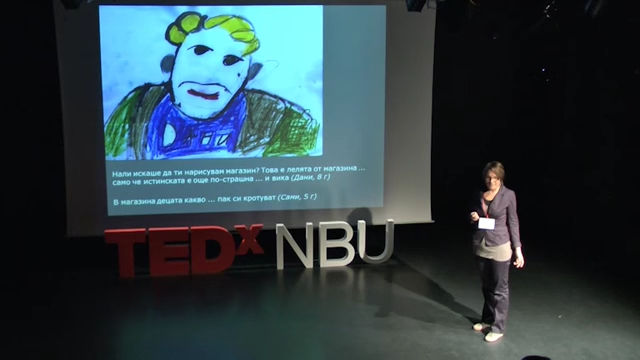 Нали искаше да ти нарисувам магазин? Това е лелята от магазина ...
само че истинската е още по-страшна ... и вика (Дани, 8 г)
В магазина децата какво ... пак си кротуват (Сами, 5 г)
TEDx NBU